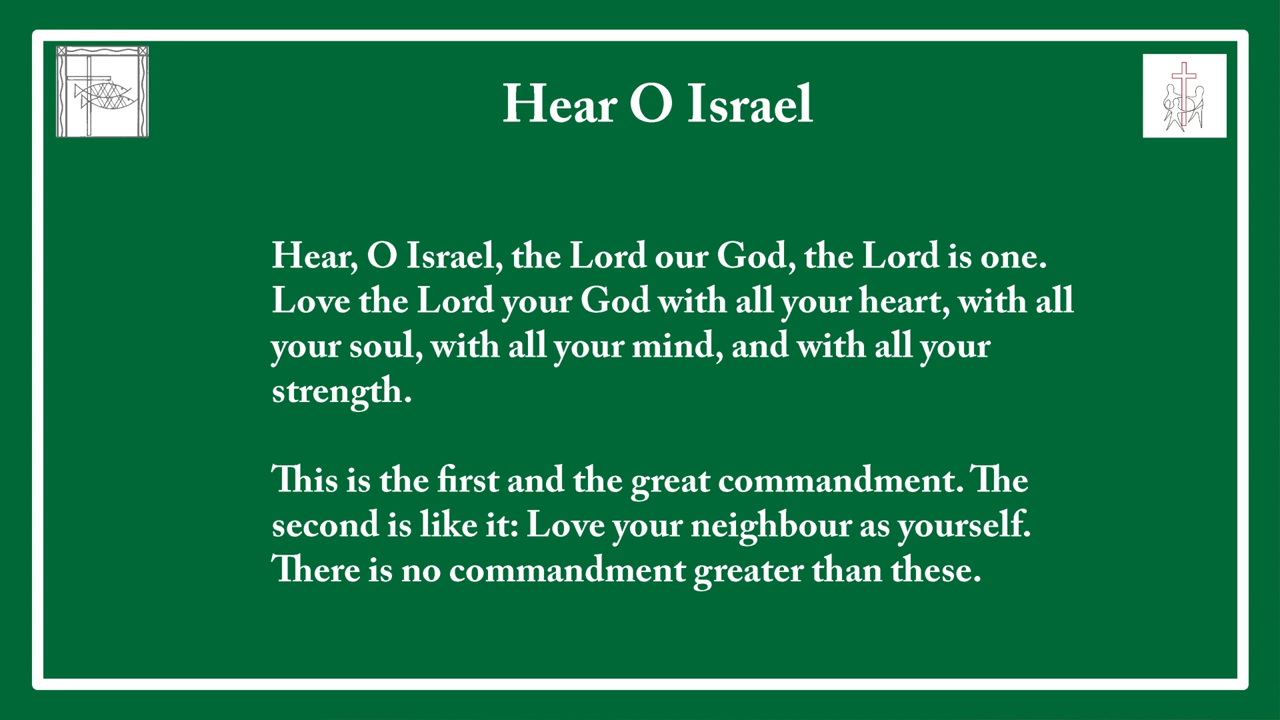 Hear O Israel
Hear, O Israel, the Lord our God, the Lord is one.
Love the Lord your God with all your heart, with all
your soul, with all your mind, and with all your
strength.
This is the first and the great commandment. The
second is like it: Love your neighbour as yourself.
There is no commandment greater than these.